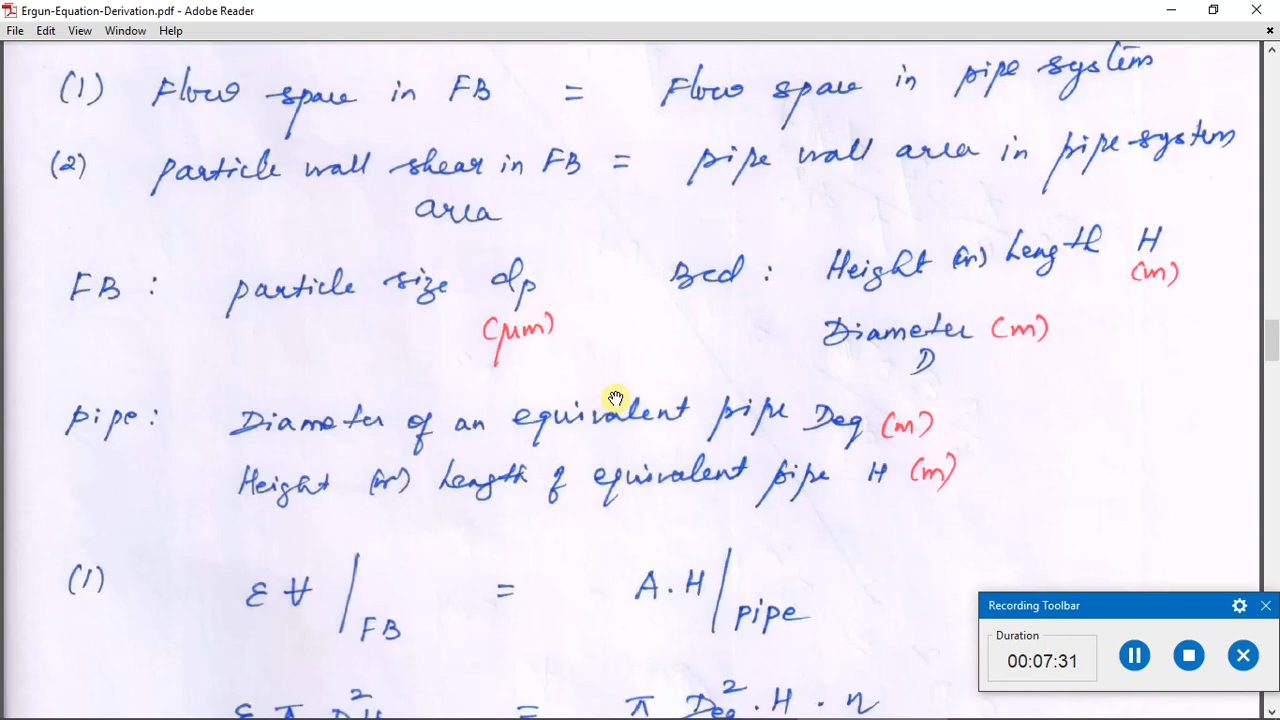 Ergun-Equation-Derivation.pdf - Adobe Reader
File Edit View Window Help
(1) Flow space in FB = Flow space in pipe system
(2) particle wall shear in FB = pipe wall area in pipe system
area
FB : particle size dp Bed : Height (or) Length H
(μm) (m)
Diameter (m)
D
pipe : Diameter of an equivalent pipe Deq (m)
Height (or) Length of equivalent pipe H (m)
(1) ε V | FB = A . H | pipe
ε π D² H = π Deq² . H . n
Recording Toolbar
Duration
00:07:31